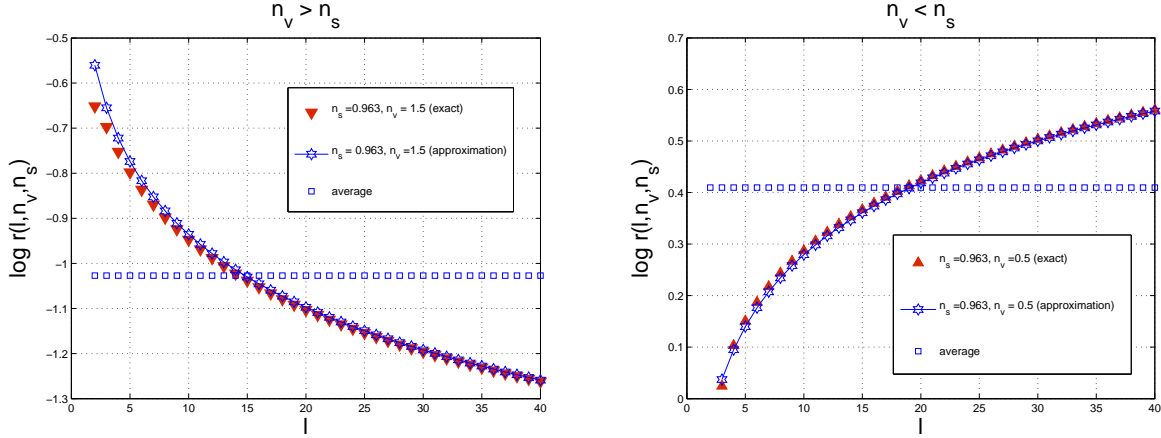 n_v > n_s
log r(l,n_v,n_s)
−0.5
−0.6
−0.7
−0.8
−0.9
−1
−1.1
−1.2
−1.3
n_s =0.963, n_v = 1.5 (exact)
n_s = 0.963, n_v =1.5 (approximation)
average
0 5 10 15 20 25 30 35 40
l
n_v < n_s
log r(l,n_v,n_s)
0.7
0.6
0.5
0.4
0.3
0.2
0.1
0
n_s =0.963, n_v =0.5 (exact)
n_s =0.963, n_v = 0.5 (approximation)
average
0 5 10 15 20 25 30 35 40
l